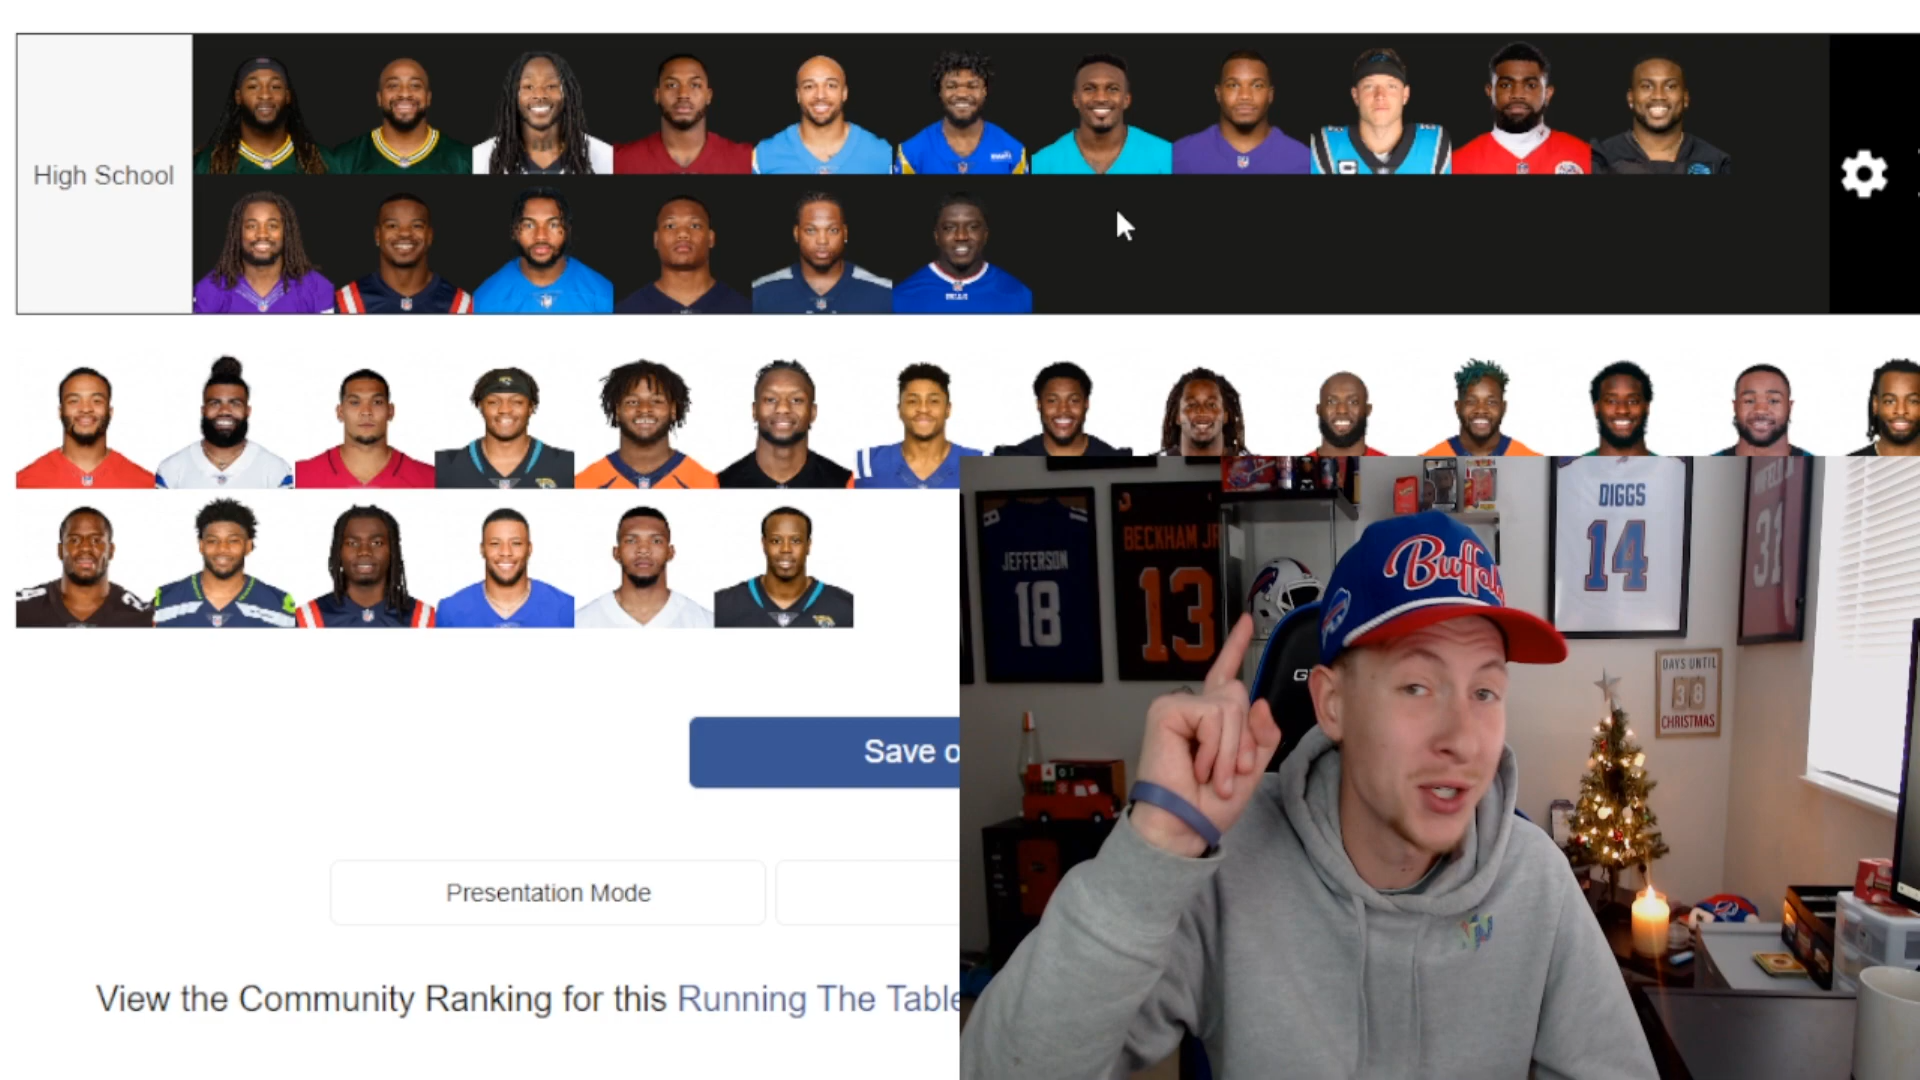 High School
DIGGS
14
31
JEFFERSON
18
BECKHAM JR
13
Buffalo
DAYS UNTIL
38
CHRISTMAS
Save o
Presentation Mode
View the Community Ranking for this Running The Table